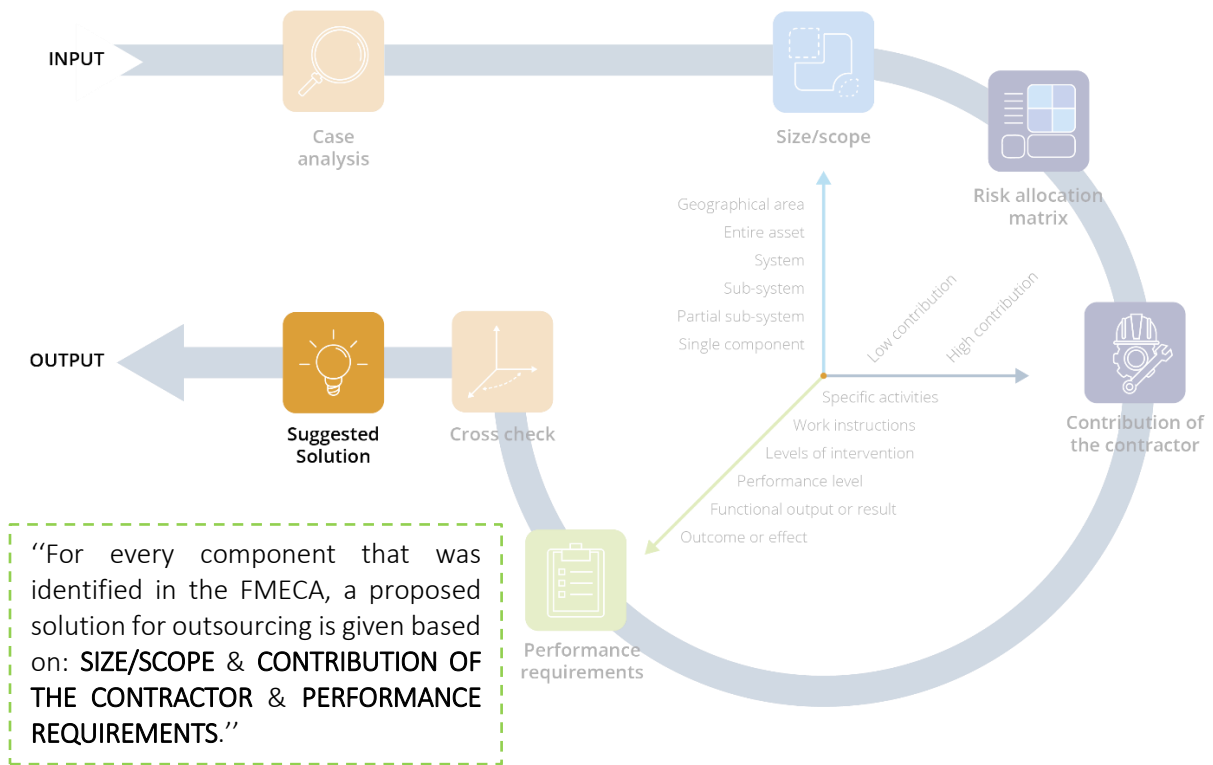 INPUT
Case
analysis
Size/scope
Risk allocation
matrix
Geographical area
Entire asset
System
Sub-system
Partial sub-system
Single component
Low contribution
High contribution
Contribution of
the contractor
Specific activities
Work instructions
Levels of intervention
Performance level
Functional output or result
Outcome or effect
Performance
requirements
Cross check
Suggested
Solution
OUTPUT
‘‘For every component that was
identified in the FMECA, a proposed
solution for outsourcing is given based
on: SIZE/SCOPE & CONTRIBUTION OF
THE CONTRACTOR & PERFORMANCE
REQUIREMENTS.’’